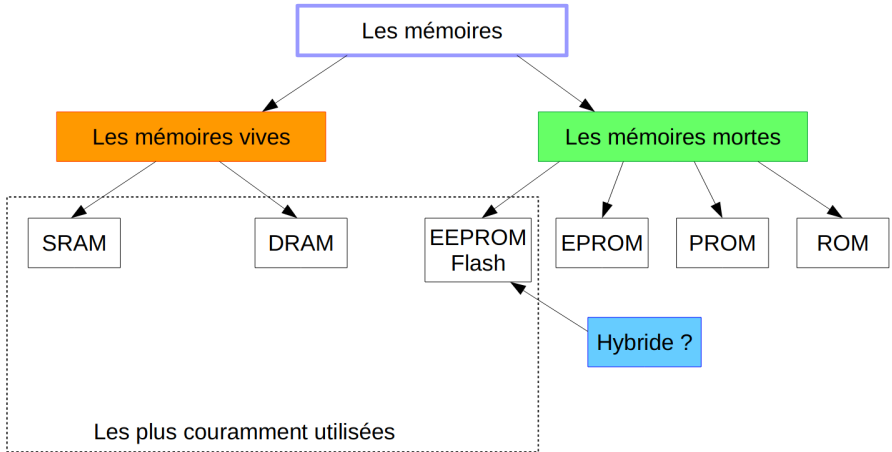 Les mémoires
Les mémoires vives
Les mémoires mortes
SRAM
DRAM
EEPROM
Flash
EPROM
PROM
ROM
Hybride ?
Les plus couramment utilisées